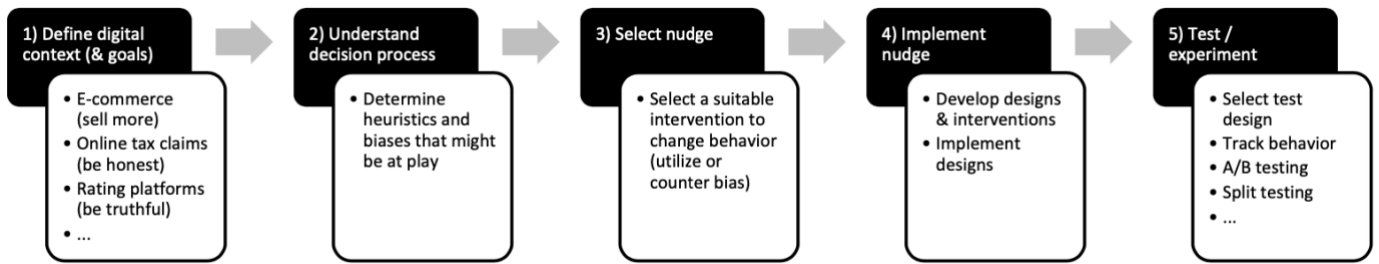 1) Define digital
context (& goals)
• E-commerce
(sell more)
• Online tax claims
(be honest)
• Rating platforms
(be truthful)
• ...
2) Understand
decision process
• Determine
heuristics and
biases that might
be at play
3) Select nudge
• Select a suitable
intervention to
change behavior
(utilize or
counter bias)
4) Implement
nudge
• Develop designs
& interventions
• Implement
designs
5) Test /
experiment
• Select test
design
• Track behavior
• A/B testing
• Split testing
• ...